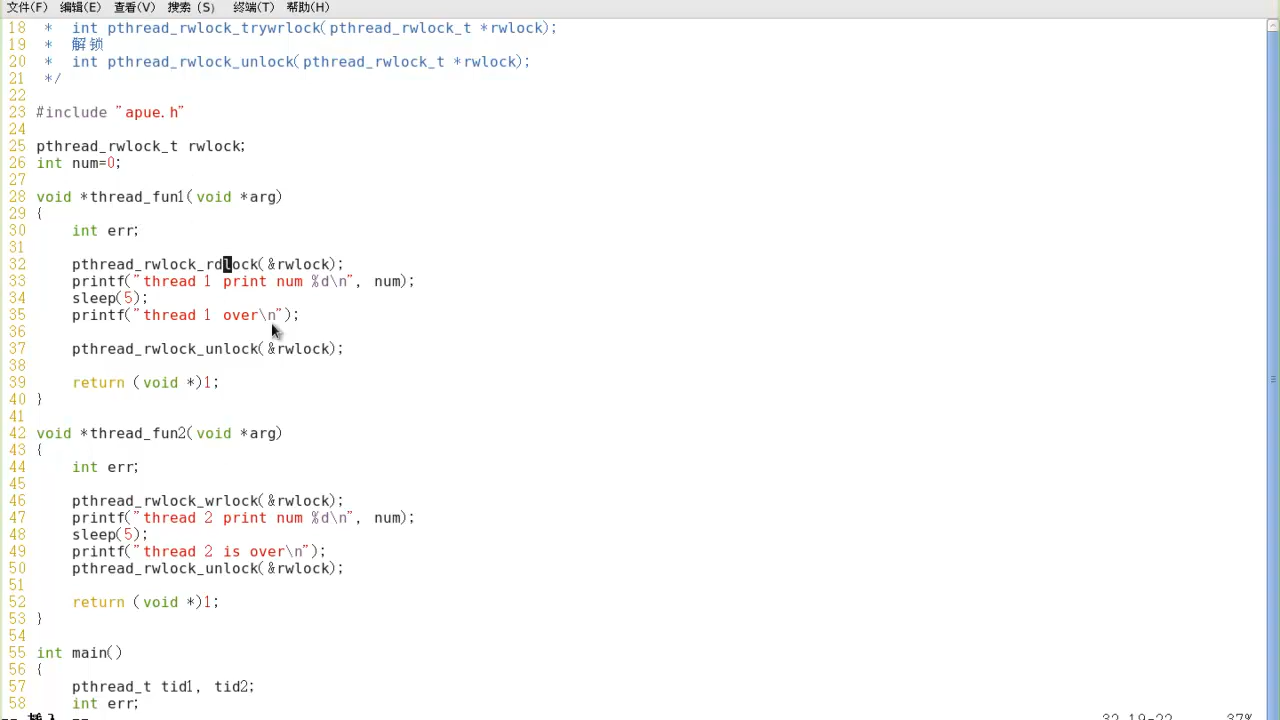 文件(F) 编辑(E) 查看(V) 搜索 (S) 终端(T) 帮助(H)
18 *  int pthread_rwlock_trywrlock(pthread_rwlock_t *rwlock);
19 *  解锁
20 *  int pthread_rwlock_unlock(pthread_rwlock_t *rwlock);
21 */
22
23 #include "apue.h"
24
25 pthread_rwlock_t rwlock;
26 int num=0;
27
28 void *thread_fun1(void *arg)
29 {
30     int err;
31
32     pthread_rwlock_rdlock(&rwlock);
33     printf("thread 1 print num %d\n", num);
34     sleep(5);
35     printf("thread 1 over\n");
36
37     pthread_rwlock_unlock(&rwlock);
38
39     return (void *)1;
40 }
41
42 void *thread_fun2(void *arg)
43 {
44     int err;
45
46     pthread_rwlock_wrlock(&rwlock);
47     printf("thread 2 print num %d\n", num);
48     sleep(5);
49     printf("thread 2 is over\n");
50     pthread_rwlock_unlock(&rwlock);
51
52     return (void *)1;
53 }
54
55 int main()
56 {
57     pthread_t tid1, tid2;
58     int err;
-- 插入 -- 32,19-22 37%